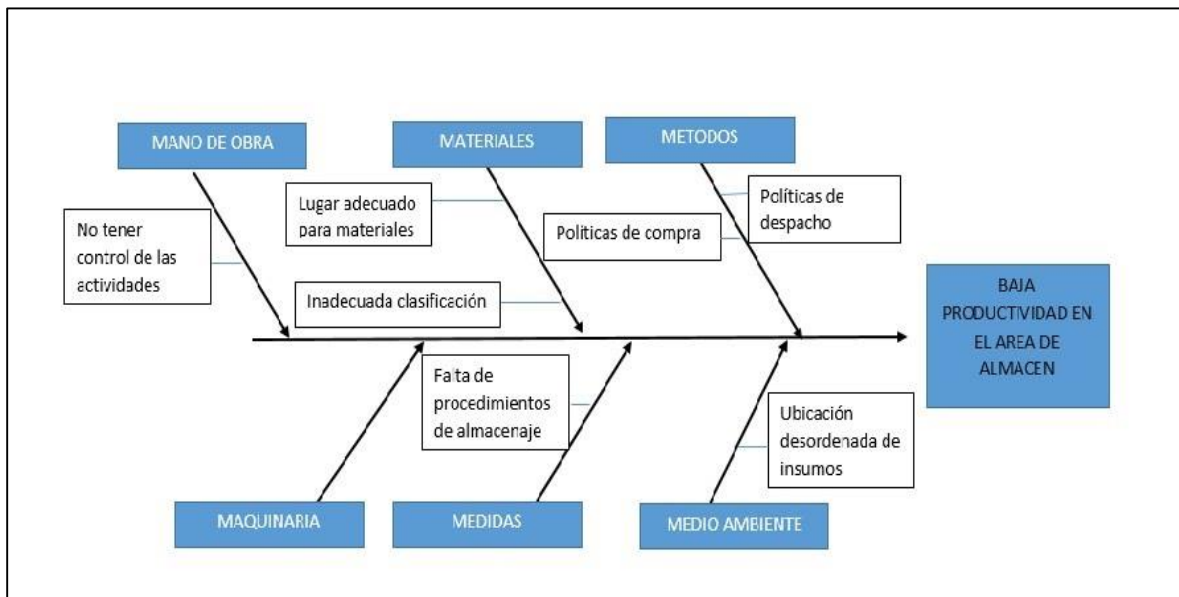 MANO DE OBRA
MATERIALES
METODOS
No tener
control de las
actividades
Lugar adecuado
para materiales
Inadecuada clasificación
Políticas de compra
Políticas de
despacho
BAJA
PRODUCTIVIDAD EN
EL AREA DE
ALMACEN
Falta de
procedimientos
de almacenaje
Ubicación
desordenada de
insumos
MAQUINARIA
MEDIDAS
MEDIO AMBIENTE